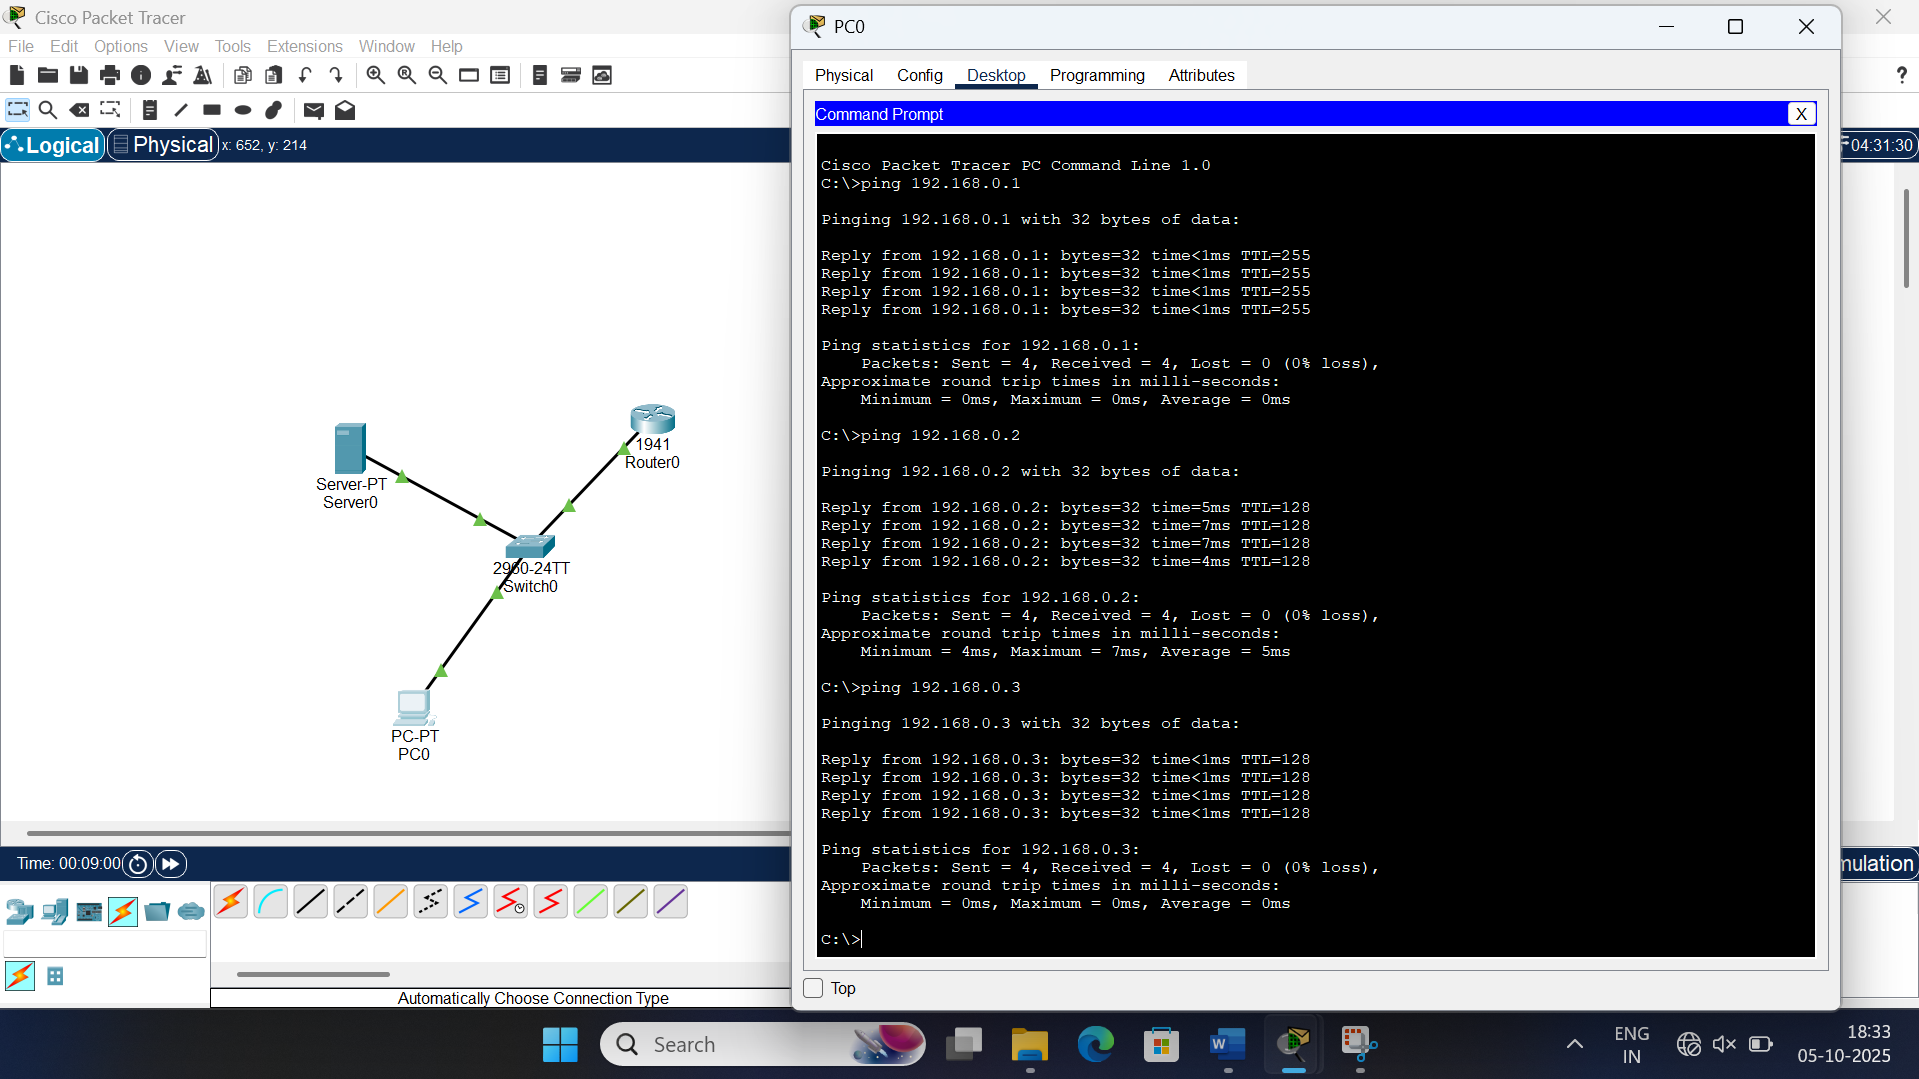 Cisco Packet Tracer
File Edit Options View Tools Extensions Window Help
Logical Physical x: 652, y: 214
04:31:30
1941
Router0
Server-PT
Server0
2960-24TT
Switch0
PC-PT
PC0
Time: 00:09:00
mulation
Automatically Choose Connection Type
PC0
Physical Config Desktop Programming Attributes
Command Prompt X
Cisco Packet Tracer PC Command Line 1.0
C:\>ping 192.168.0.1
Pinging 192.168.0.1 with 32 bytes of data:
Reply from 192.168.0.1: bytes=32 time<1ms TTL=255
Reply from 192.168.0.1: bytes=32 time<1ms TTL=255
Reply from 192.168.0.1: bytes=32 time<1ms TTL=255
Reply from 192.168.0.1: bytes=32 time<1ms TTL=255
Ping statistics for 192.168.0.1:
Packets: Sent = 4, Received = 4, Lost = 0 (0% loss),
Approximate round trip times in milli-seconds:
Minimum = 0ms, Maximum = 0ms, Average = 0ms
C:\>ping 192.168.0.2
Pinging 192.168.0.2 with 32 bytes of data:
Reply from 192.168.0.2: bytes=32 time=5ms TTL=128
Reply from 192.168.0.2: bytes=32 time=7ms TTL=128
Reply from 192.168.0.2: bytes=32 time=7ms TTL=128
Reply from 192.168.0.2: bytes=32 time=4ms TTL=128
Ping statistics for 192.168.0.2:
Packets: Sent = 4, Received = 4, Lost = 0 (0% loss),
Approximate round trip times in milli-seconds:
Minimum = 4ms, Maximum = 7ms, Average = 5ms
C:\>ping 192.168.0.3
Pinging 192.168.0.3 with 32 bytes of data:
Reply from 192.168.0.3: bytes=32 time<1ms TTL=128
Reply from 192.168.0.3: bytes=32 time<1ms TTL=128
Reply from 192.168.0.3: bytes=32 time<1ms TTL=128
Reply from 192.168.0.3: bytes=32 time<1ms TTL=128
Ping statistics for 192.168.0.3:
Packets: Sent = 4, Received = 4, Lost = 0 (0% loss),
Approximate round trip times in milli-seconds:
Minimum = 0ms, Maximum = 0ms, Average = 0ms
C:\>
Top
Search
ENG
IN
18:33
05-10-2025